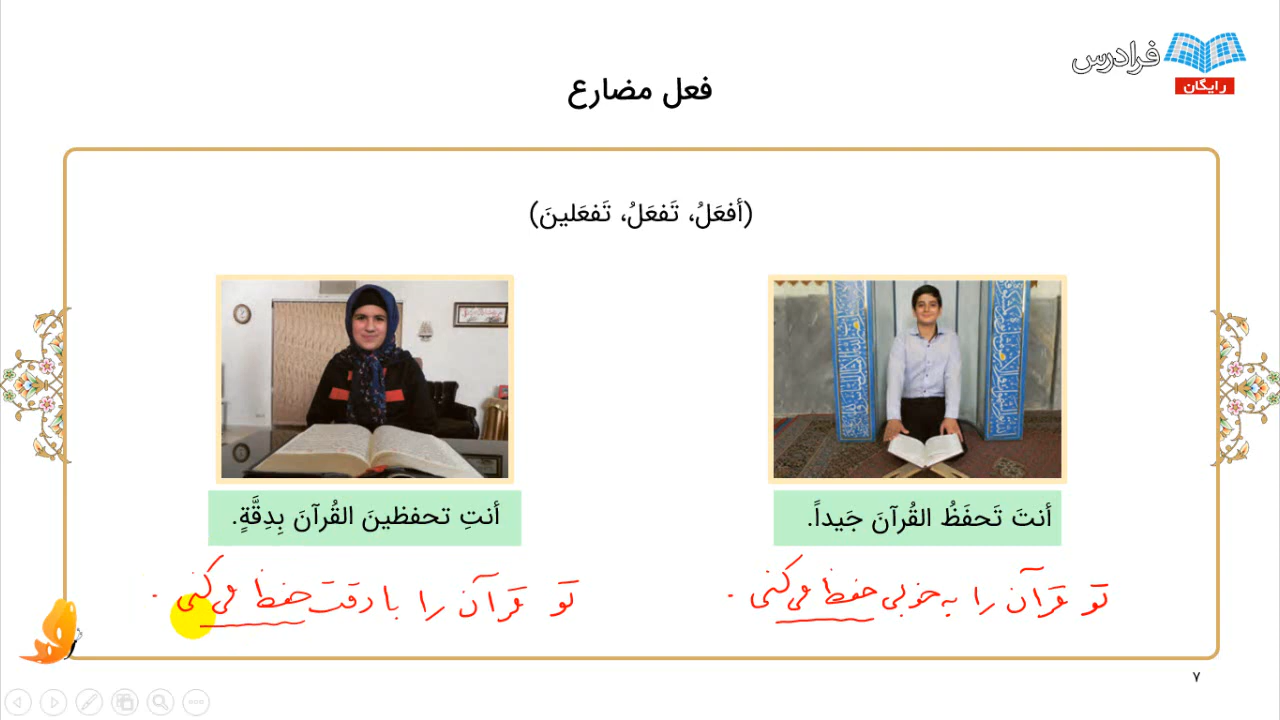 فرادرس
رایگان
فعل مضارع
(أفعَلُ، تَفعَلُ، تَفعَلینَ)
أنتَ تَحفَظُ القُرآنَ جَیداً.
أنتِ تحفظینَ القُرآنَ بِدِقَّةٍ.
تو قرآن را به خوبی حفظ می‌کنی .
تو قرآن را با دقت حفظ می‌کنی .
۷